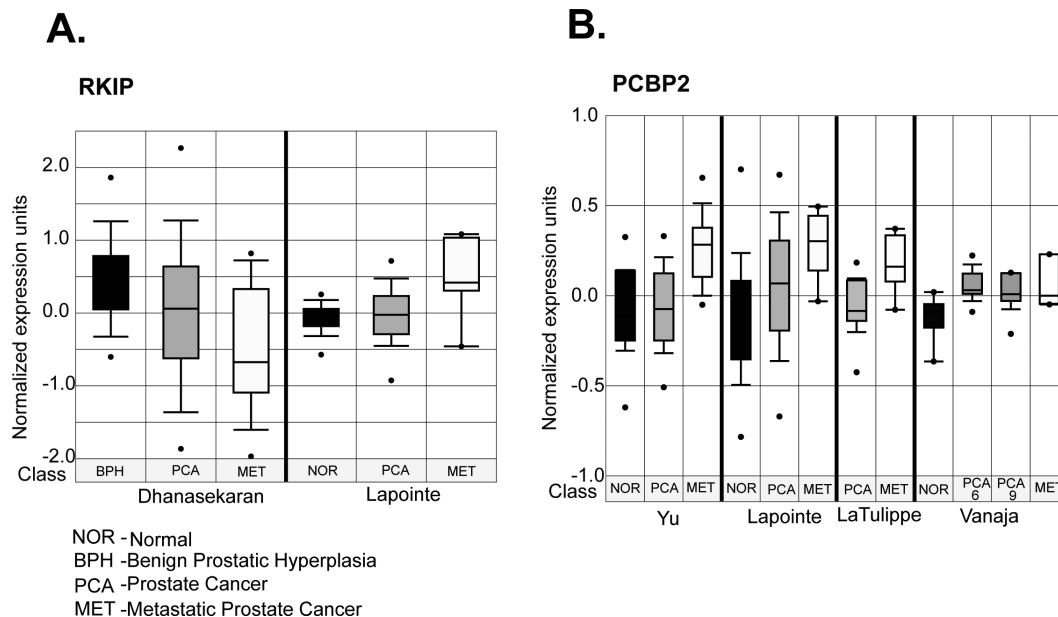 A.
RKIP
Normalized expression units
2.0
1.0
0.0
-1.0
-2.0
Class
BPH PCA MET NOR PCA MET
Dhanasekaran Lapointe
NOR -Normal
BPH -Benign Prostatic Hyperplasia
PCA -Prostate Cancer
MET -Metastatic Prostate Cancer
B.
PCBP2
Normalized expression units
1.0
0.5
0.0
-0.5
-1.0
Class
NOR PCA MET NOR PCA MET PCA MET NOR PCA 6 PCA 9 MET
Yu Lapointe LaTulippe Vanaja